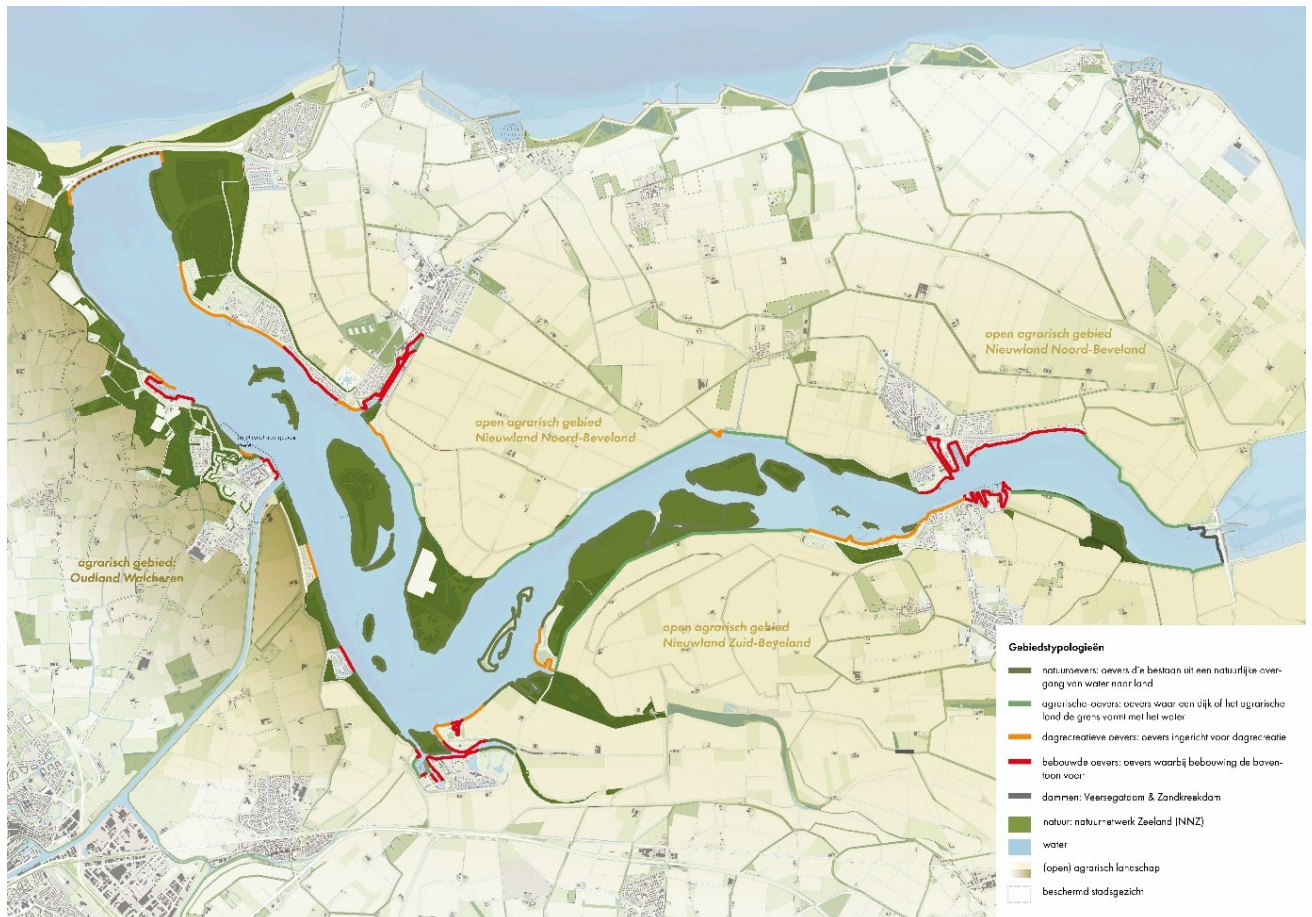 open agrarisch gebied
Nieuwland Noord-Beveland
open agrarisch gebied
Nieuwland Noord-Beveland
agrarisch gebied:
Oudland Walcheren
open agrarisch gebied
Nieuwland Zuid-Beveland
Gebiedstypologieën
natuuroevers: oevers die bestaan uit een natuurlijke over-
gang van water naar land
agrarische-oevers: oevers waar een dijk of het agrarische
land de grens vormt met het water
dagrecreatieve oevers: oevers ingericht voor dagrecreatie
bebouwde oevers: oevers waarbij bebouwing de boven-
toon voert
dammen: Veersegatdam & Zandkreekdam
natuur: natuurnetwerk Zeeland (NNZ)
water
(open) agrarisch landschap
beschermd stadsgezicht